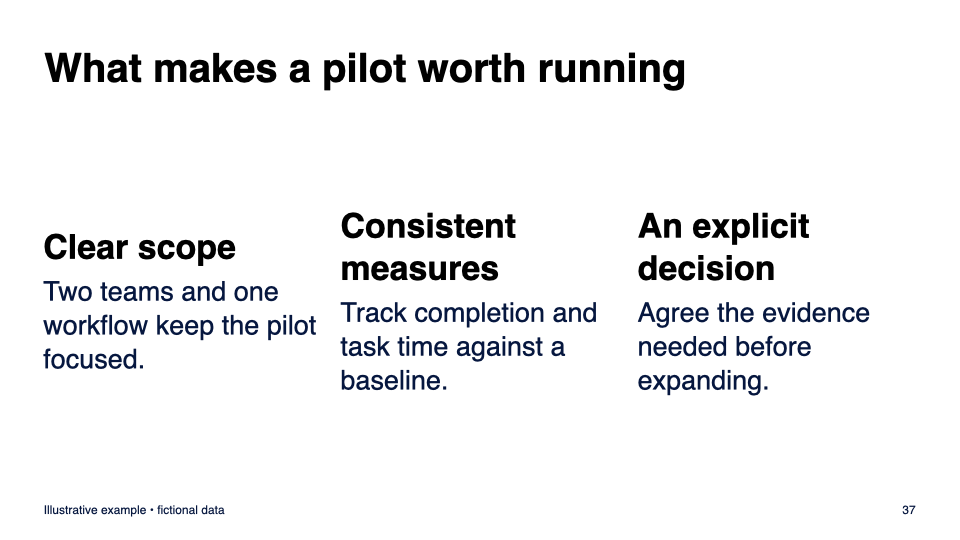 What makes a pilot worth running
Clear scope
Two teams and one
workflow keep the pilot
focused.
Consistent
measures
Track completion and
task time against a
baseline.
An explicit
decision
Agree the evidence
needed before
expanding.
Illustrative example • fictional data
37